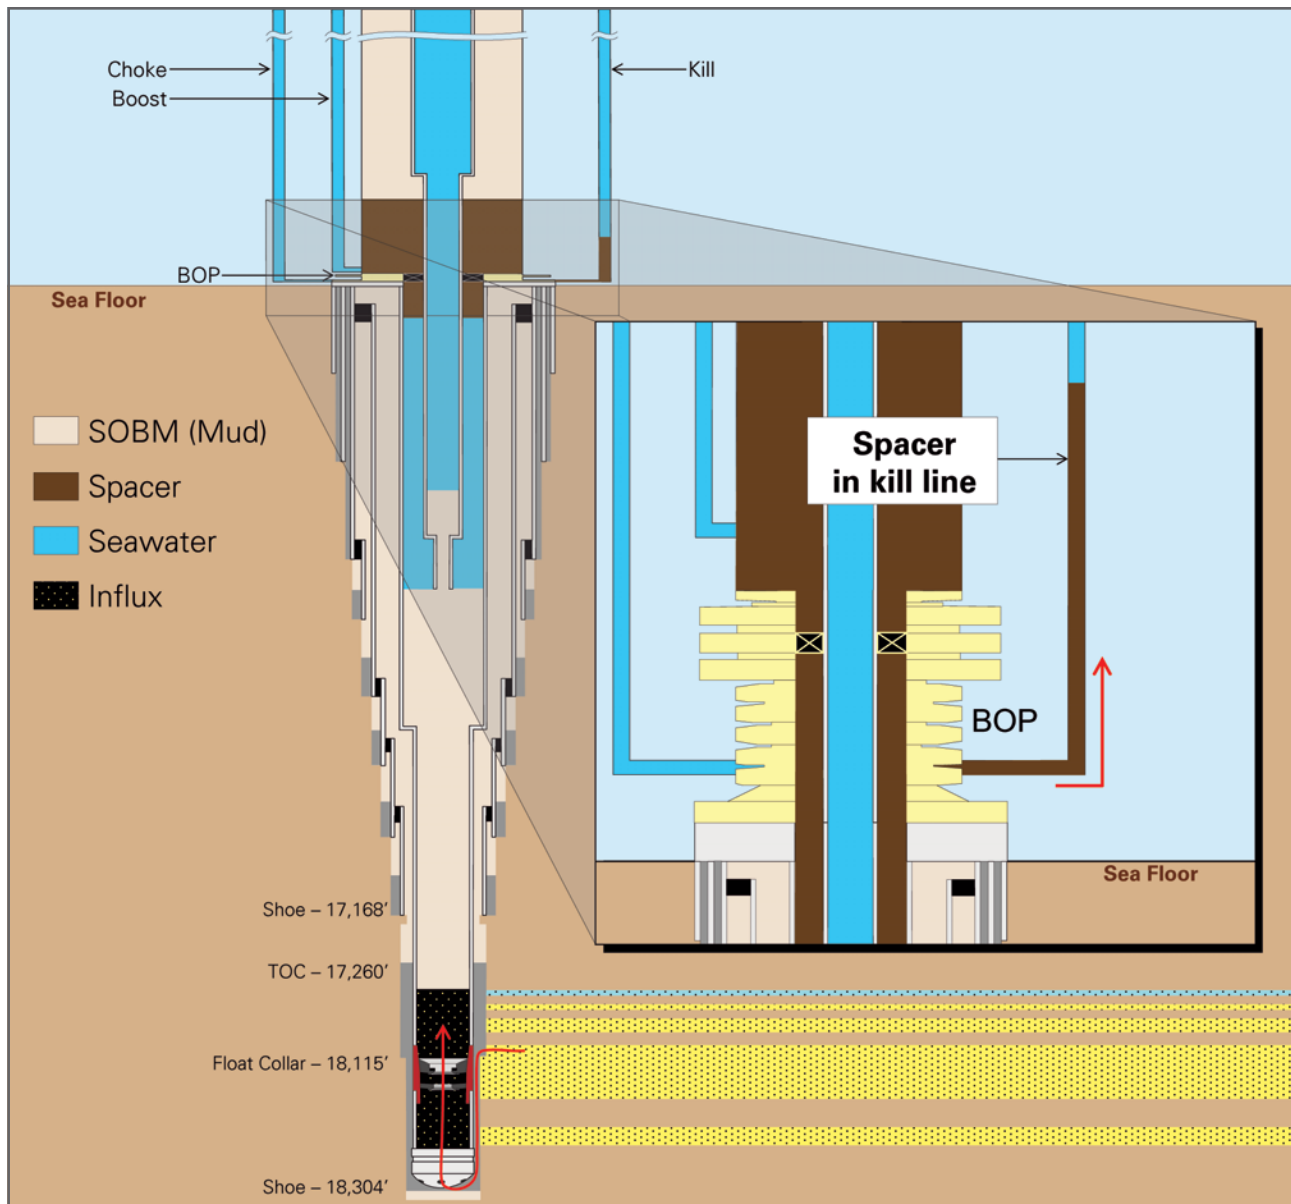 Choke
Boost
Kill
BOP
Sea Floor
SOBM (Mud)
Spacer
Seawater
Influx
Spacer
in kill line
BOP
Sea Floor
Shoe – 17,168’
TOC – 17,260’
Float Collar – 18,115’
Shoe – 18,304’